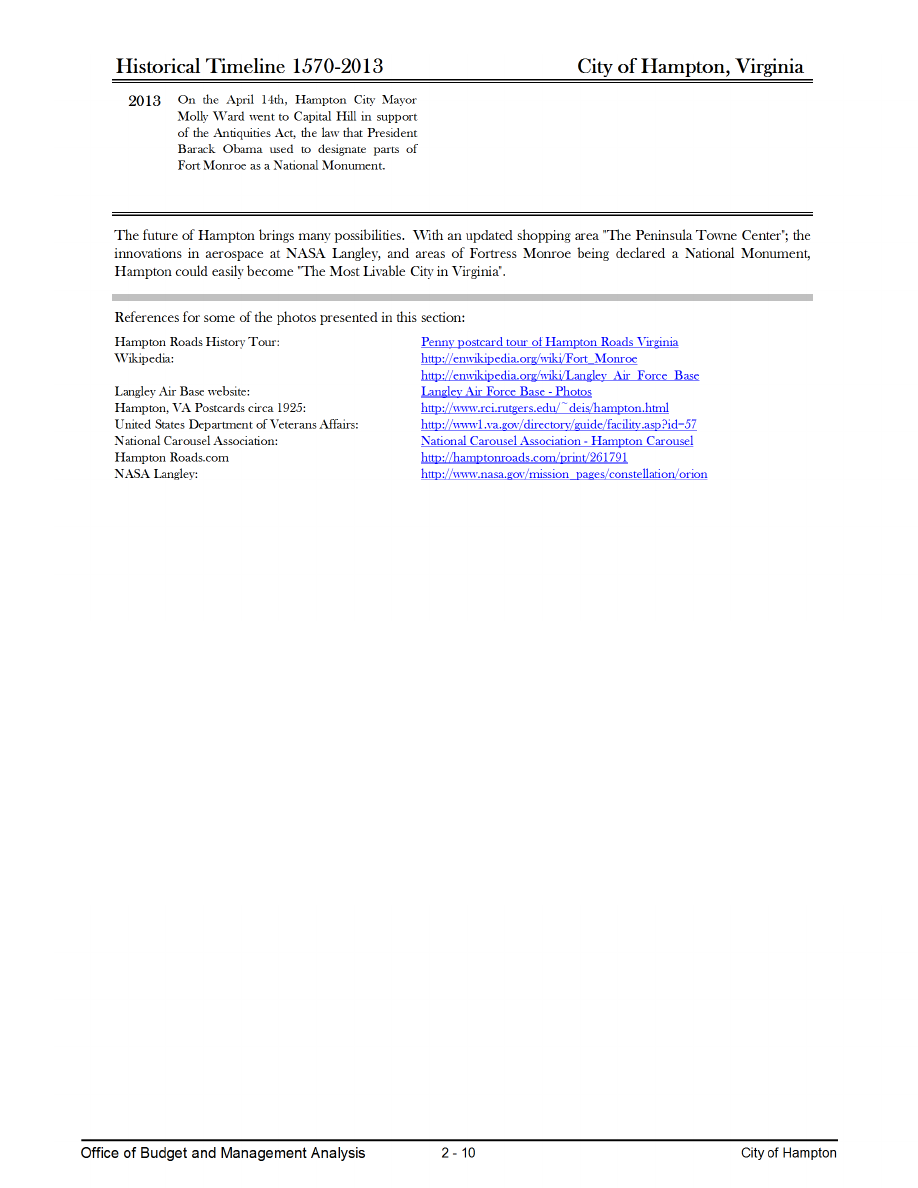 Historical Timeline 1570-2013 City of Hampton, Virginia
2013 On the April 14th, Hampton City Mayor
Molly Ward went to Capital Hill in support
of the Antiquities Act, the law that President
Barack Obama used to designate parts of
Fort Monroe as a National Monument.
The future of Hampton brings many possibilities. With an updated shopping area "The Peninsula Towne Center"; the
innovations in aerospace at NASA Langley, and areas of Fortress Monroe being declared a National Monument,
Hampton could easily become "The Most Livable City in Virginia".
References for some of the photos presented in this section:
Hampton Roads History Tour: Penny postcard tour of Hampton Roads Virginia
Wikipedia: http://enwikipedia.org/wiki/Fort_Monroe
http://enwikipedia.org/wiki/Langley_Air_Force_Base
Langley Air Base website: Langley Air Force Base - Photos
Hampton, VA Postcards circa 1925: http://www.rci.rutgers.edu/~deis/hampton.html
United States Department of Veterans Affairs: http://www1.va.gov/directory/guide/facility.asp?id=57
National Carousel Association: National Carousel Association - Hampton Carousel
Hampton Roads.com http://hamptonroads.com/print/261791
NASA Langley: http://www.nasa.gov/mission_pages/constellation/orion
Office of Budget and Management Analysis 2 - 10 City of Hampton